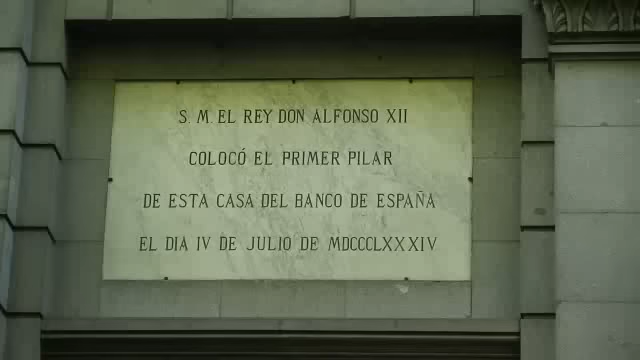 S. M. EL REY DON ALFONSO XII
COLOCÓ EL PRIMER PILAR
DE ESTA CASA DEL BANCO DE ESPAÑA
EL DIA IV DE JULIO DE MDCCCLXXXIV